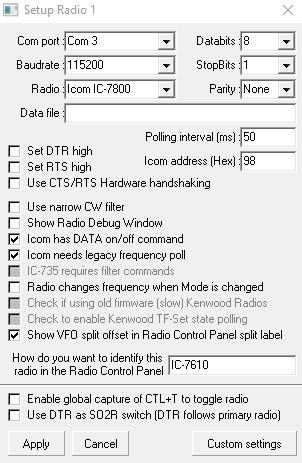 Setup Radio 1
Com port : Com 3 Databits : 8
Baudrate : 115200 StopBits : 1
Radio : Icom IC-7800 Parity : None
Data file :
Polling interval (ms) : 50
Set DTR high
Set RTS high
Icom address (Hex) : 98
Use CTS/RTS Hardware handshaking
Use narrow CW filter
Show Radio Debug Window
Icom has DATA on/off command
Icom needs legacy frequency poll
IC-735 requires filter commands
Radio changes frequency when Mode is changed
Check if using old firmware (slow) Kenwood Radios
Check to enable Kenwood TF-Set state polling
Show VFO split offset in Radio Control Panel split label
How do you want to identify this
radio in the Radio Control Panel
IC-7610
Enable global capture of CTL+T to toggle radio
Use DTR as SO2R switch (DTR follows primary radio)
Apply Cancel Custom settings